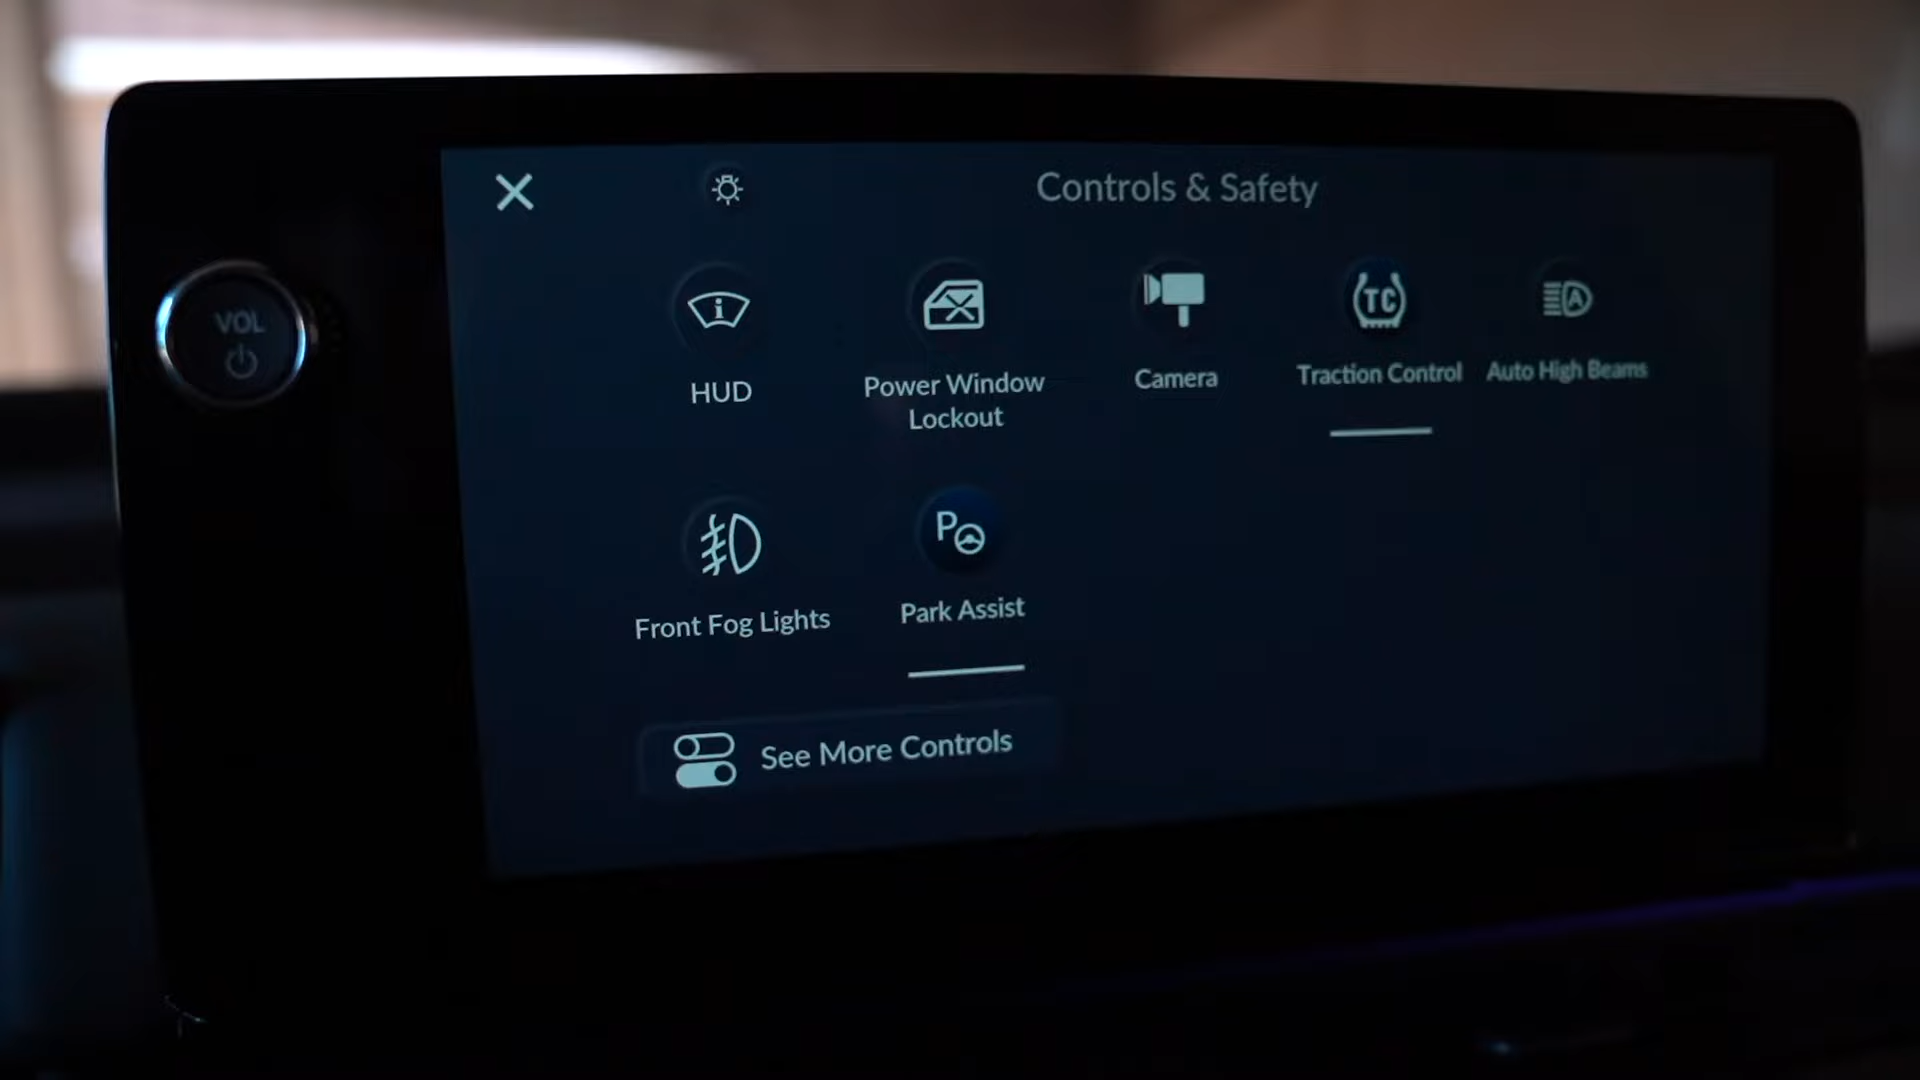 Controls & Safety
VOL
HUD
Power Window
Lockout
Camera
TC
Traction Control
A
Auto High Beams
P
Front Fog Lights
Park Assist
See More Controls